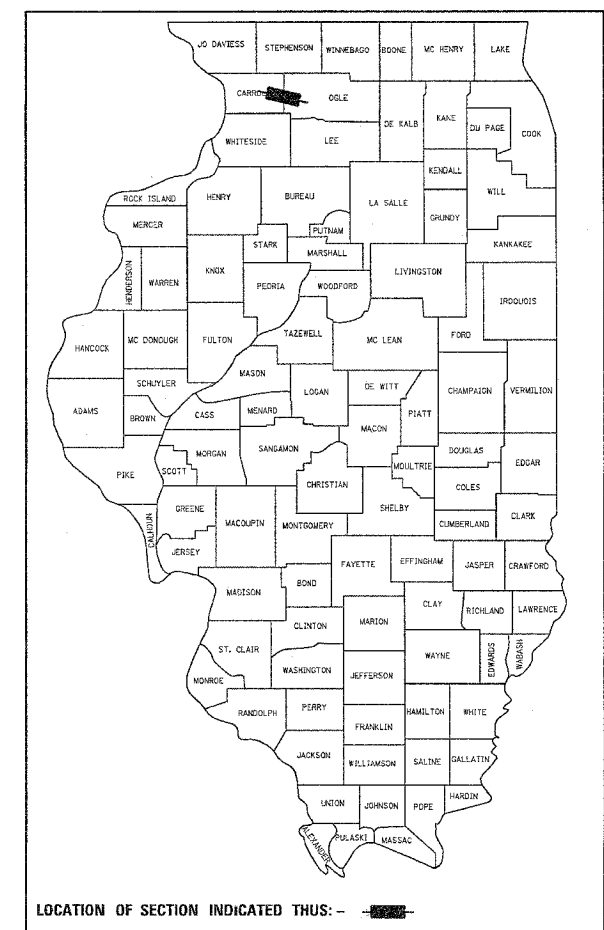 JO DAVIESS STEPHENSON WINNEBAGO BOONE MC HENRY LAKE
CARROLL OGLE
DE KALB KANE DU PAGE COOK
WHITESIDE LEE
KENDALL WILL
ROCK ISLAND HENRY BUREAU LA SALLE GRUNDY
MERCER PUTNAM
STARK MARSHALL KANKAKEE
HENDERSON WARREN KNOX PEORIA WOODFORD LIVINGSTON IROQUOIS
HANCOCK MC DONOUGH FULTON TAZEWELL MC LEAN FORD
SCHUYLER MASON LOGAN DE WITT CHAMPAIGN VERMILION
ADAMS BROWN CASS MENARD MACON PIATT
MORGAN SANGAMON DOUGLAS EDGAR
PIKE SCOTT CHRISTIAN MOULTRIE COLES
GREENE MACOUPIN MONTGOMERY SHELBY CUMBERLAND CLARK
CALHOUN JERSEY
FAYETTE EFFINGHAM JASPER CRAWFORD
MADISON BOND CLAY RICHLAND LAWRENCE
CLINTON MARION
ST. CLAIR WAYNE EDWARDS WABASH
MONROE WASHINGTON JEFFERSON
RANDOLPH PERRY HAMILTON WHITE
FRANKLIN
JACKSON WILLIAMSON SALINE GALLATIN
UNION JOHNSON POPE HARDIN
ALEXANDER PULASKI MASSAC
LOCATION OF SECTION INDICATED THUS: -